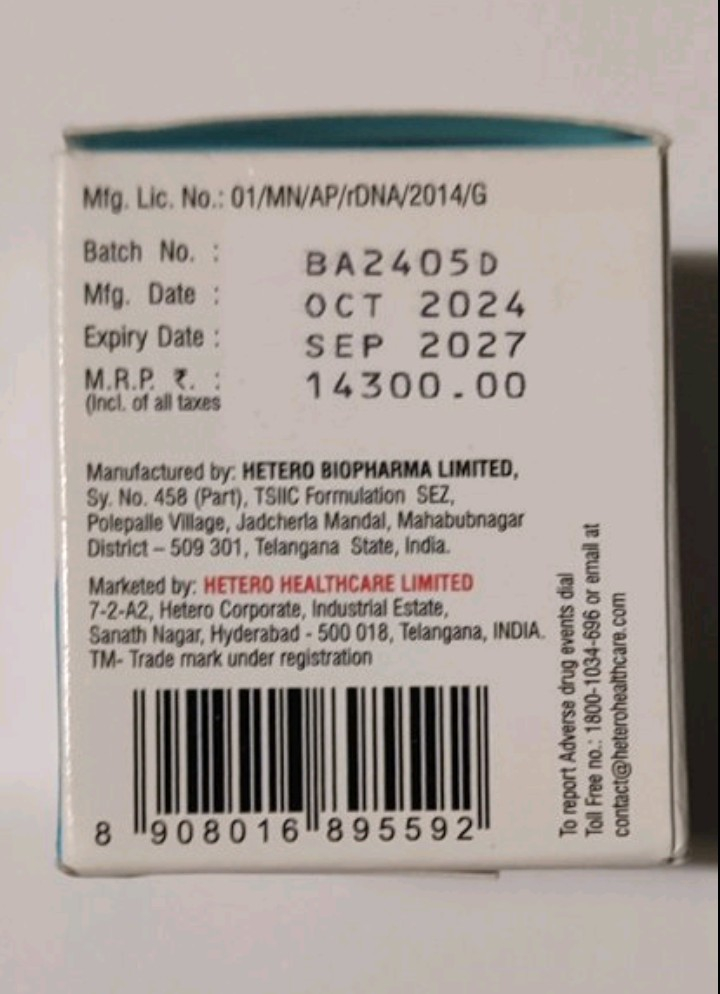 Mfg. Lic. No.: 01/MN/AP/rDNA/2014/G
Batch No. : BA2405D
Mfg. Date : OCT 2024
Expiry Date : SEP 2027
M.R.P. ₹. : 14300.00
(Incl. of all taxes
Manufactured by: HETERO BIOPHARMA LIMITED,
Sy. No. 458 (Part), TSIIC Formulation SEZ,
Polepalle Village, Jadcherla Mandal, Mahabubnagar
District – 509 301, Telangana State, India.
Marketed by: HETERO HEALTHCARE LIMITED
7-2-A2, Hetero Corporate, Industrial Estate,
Sanath Nagar, Hyderabad - 500 018, Telangana, INDIA.
TM- Trade mark under registration
8 908016 895592
To report Adverse drug events dial
Toll Free no.: 1800-1034-696 or email at
contact@heterohealthcare.com